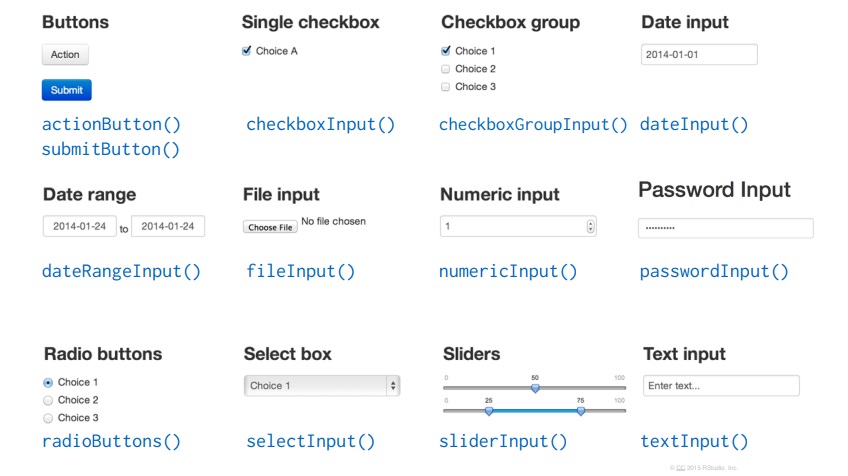 Buttons
Action
Submit
actionButton()
submitButton()
Single checkbox
Choice A
checkboxInput()
Checkbox group
Choice 1
Choice 2
Choice 3
checkboxGroupInput()
Date input
2014-01-01
dateInput()
Date range
2014-01-24 to 2014-01-24
dateRangeInput()
File input
Choose File No file chosen
fileInput()
Numeric input
1
numericInput()
Password Input
••••••••••
passwordInput()
Radio buttons
Choice 1
Choice 2
Choice 3
radioButtons()
Select box
Choice 1
selectInput()
Sliders
0 50 100
0 25 75 100
sliderInput()
Text input
Enter text...
textInput()
© CC 2015 RStudio, Inc.